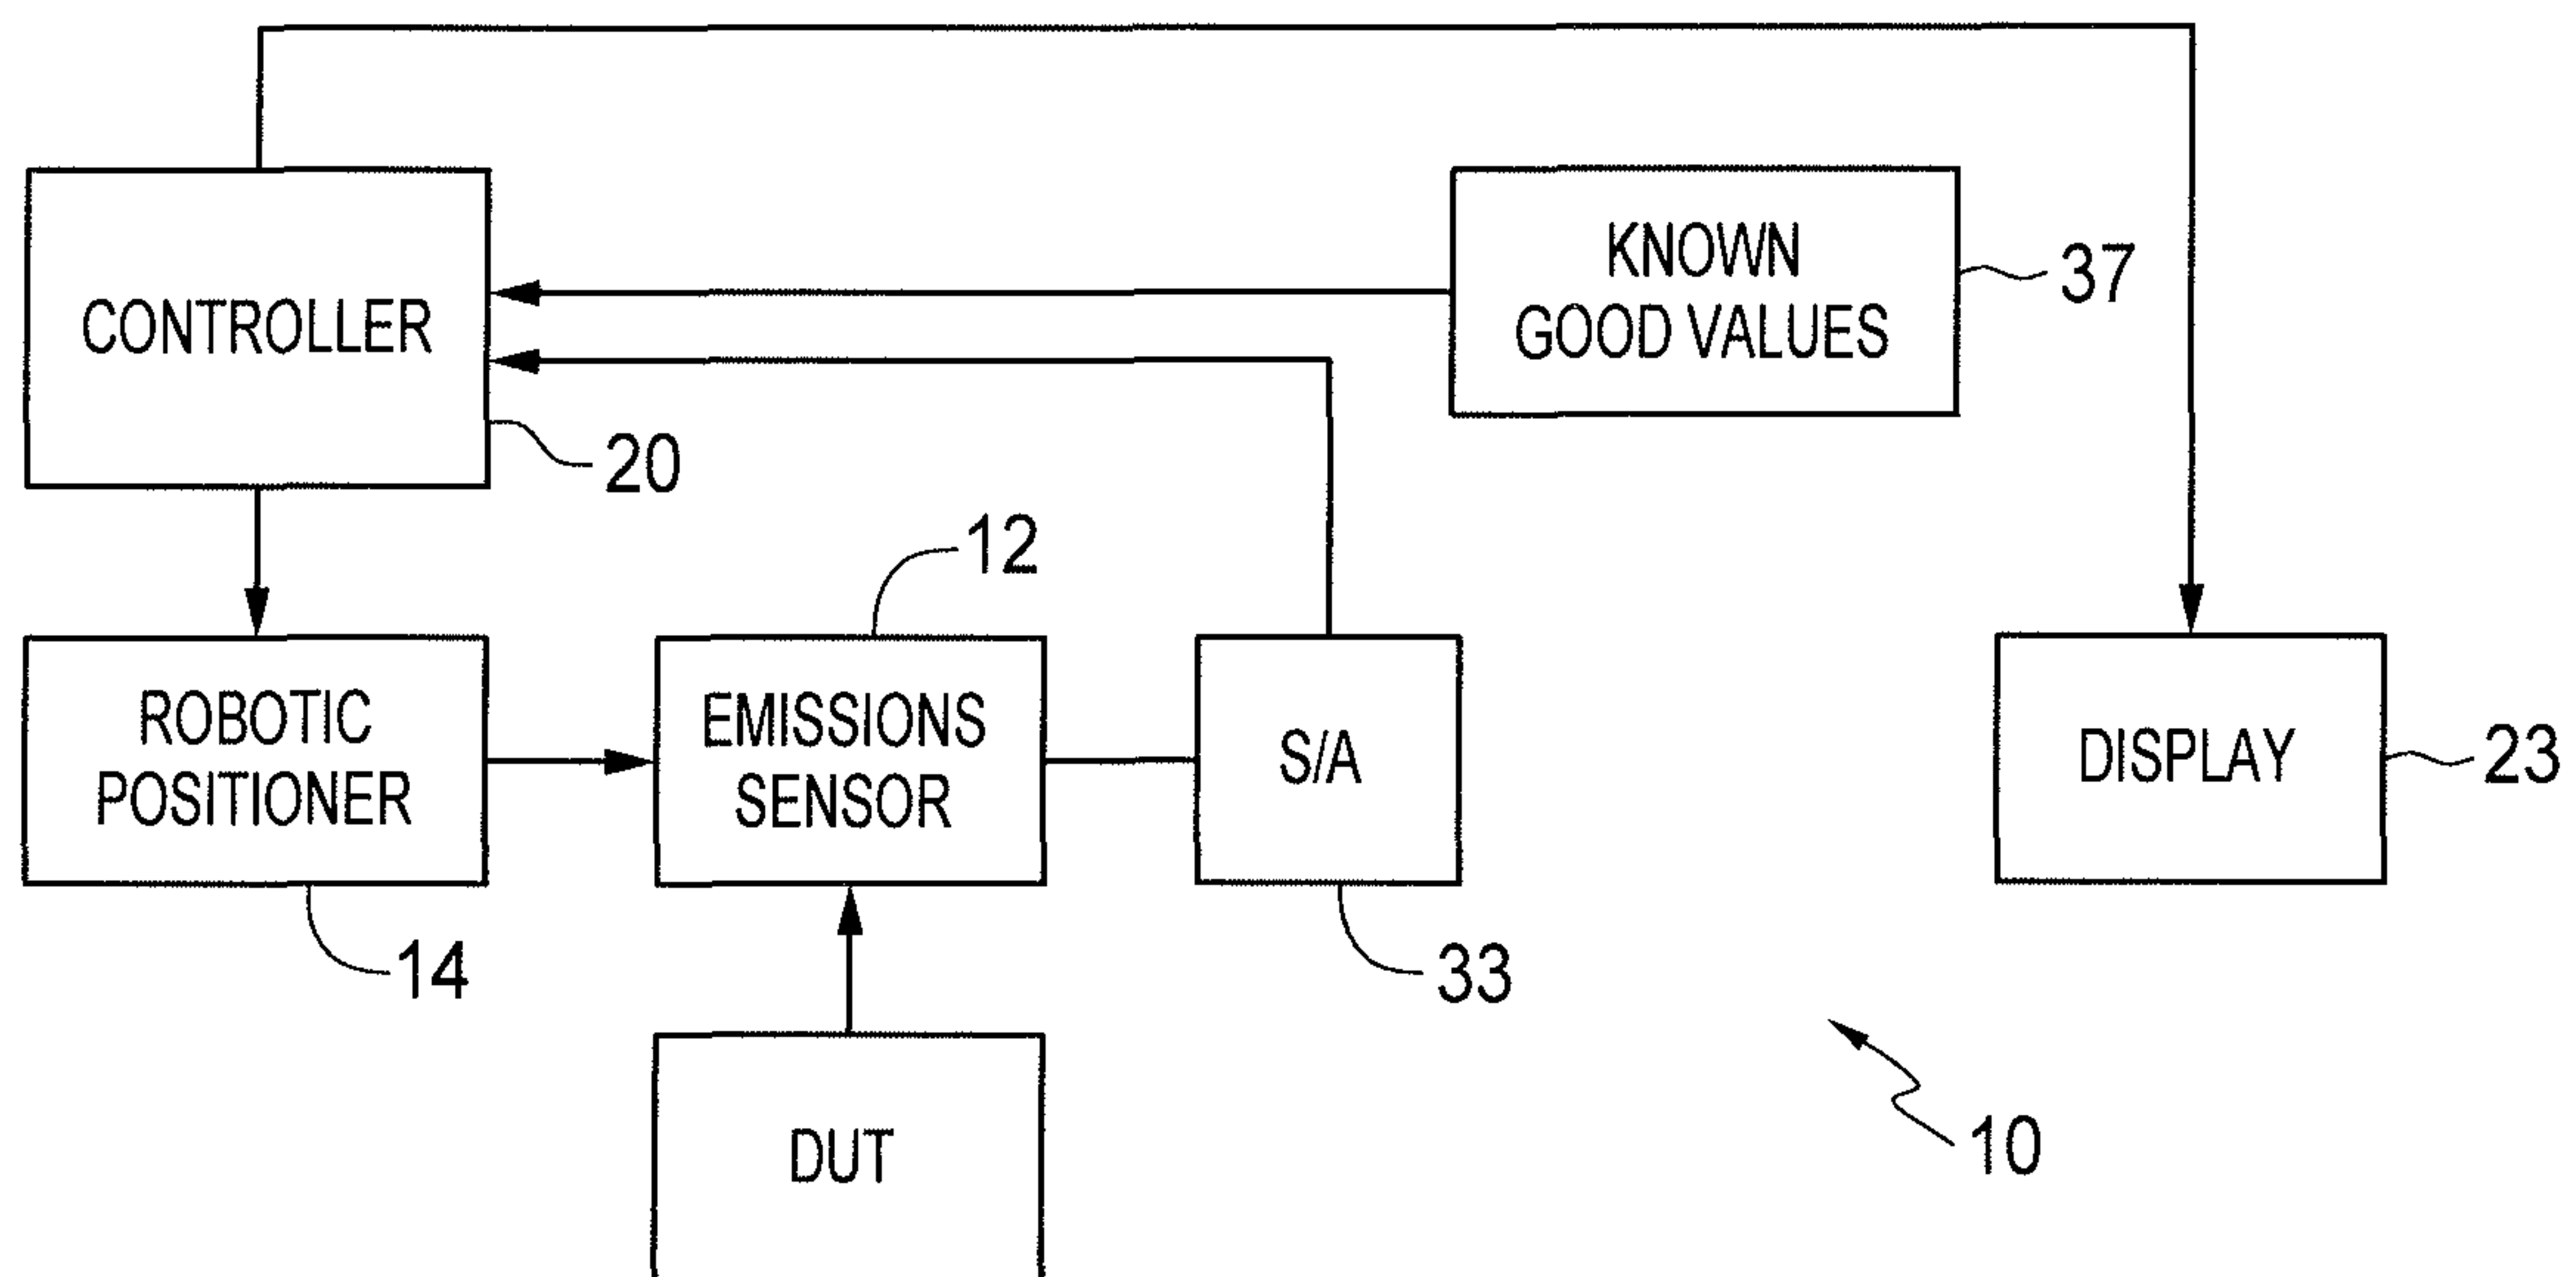 CONTROLLER
20
KNOWN
GOOD VALUES
37
ROBOTIC
POSITIONER
14
12
EMISSIONS
SENSOR
S/A
33
DISPLAY
23
DUT
10